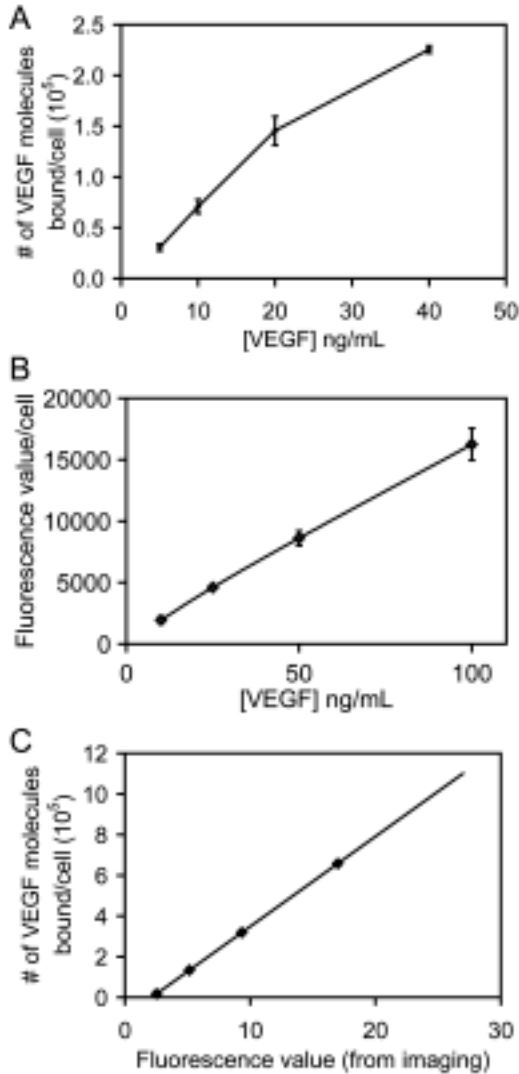 A
# of VEGF molecules
bound/cell (10⁵)
2.5
2.0
1.5
1.0
0.5
0.0
0 10 20 30 40 50
[VEGF] ng/mL
B
Fluorescence value/cell
20000
15000
10000
5000
0
0 50 100
[VEGF] ng/mL
C
# of VEGF molecules
bound/cell (10⁵)
12
10
8
6
4
2
0
0 10 20 30
Fluorescence value (from imaging)